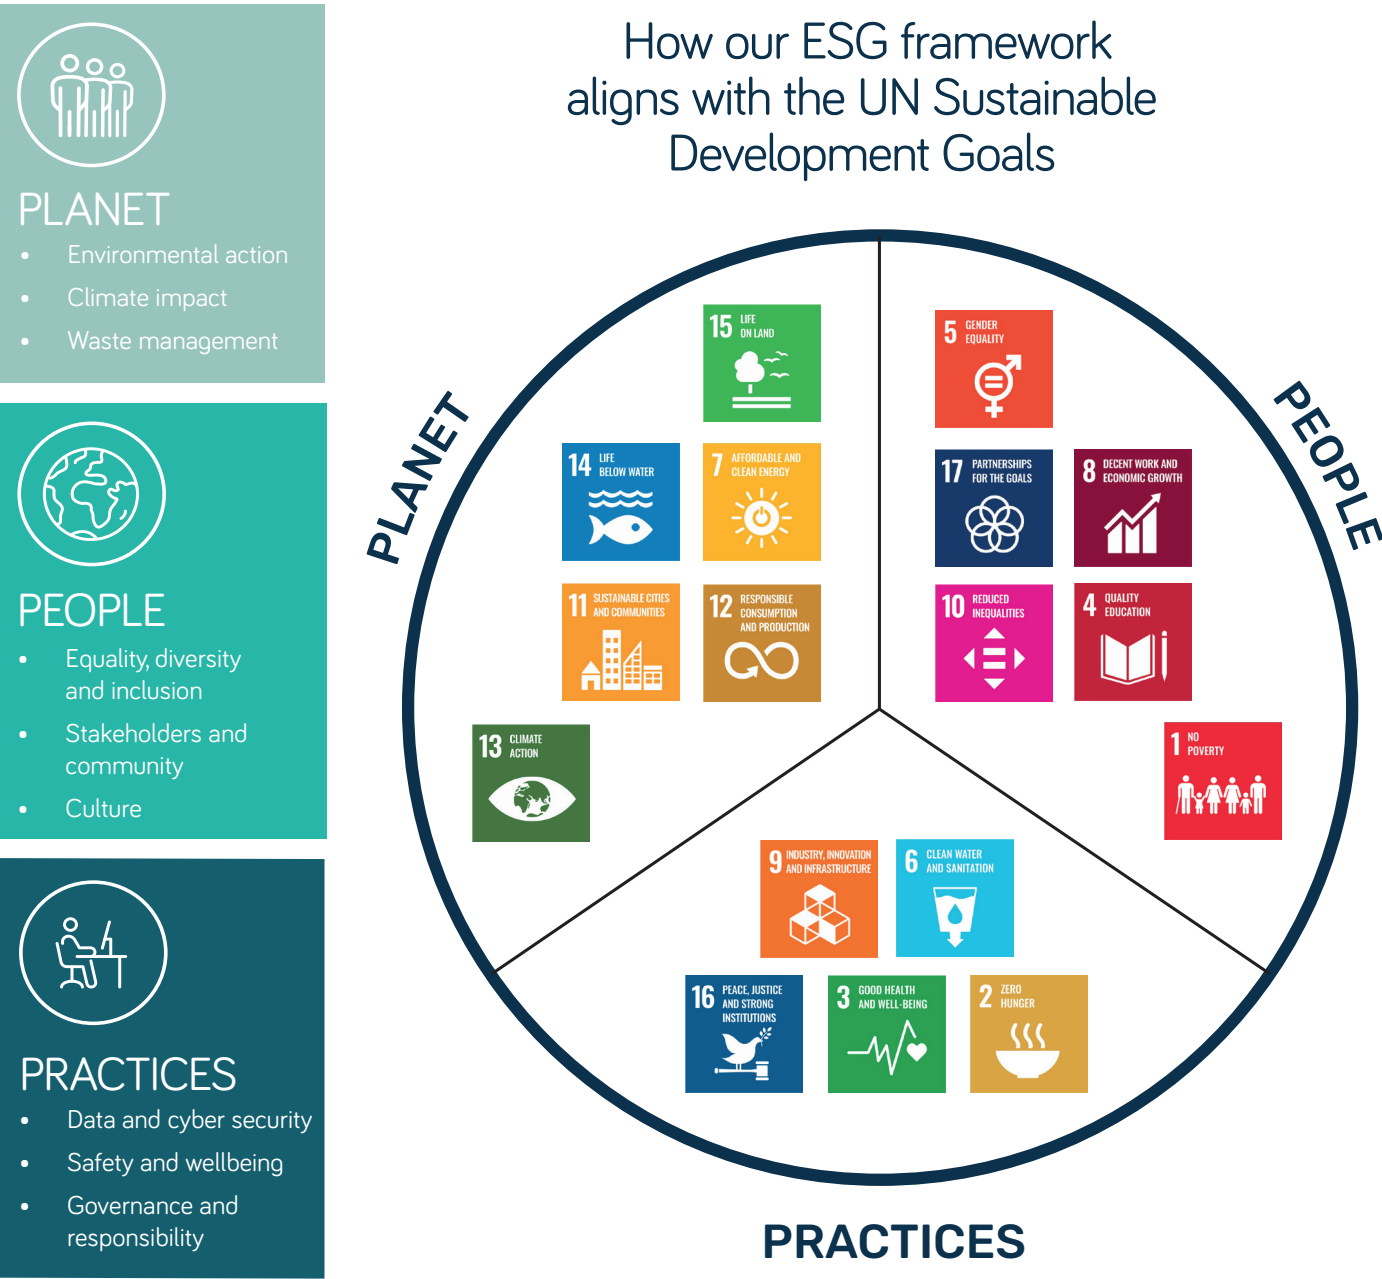 How our ESG framework
aligns with the UN Sustainable
Development Goals
PLANET
• Environmental action
• Climate impact
• Waste management
PEOPLE
• Equality, diversity
and inclusion
• Stakeholders and
community
• Culture
PRACTICES
• Data and cyber security
• Safety and wellbeing
• Governance and
responsibility
PLANET
15 LIFE
ON LAND
14 LIFE
BELOW WATER
7 AFFORDABLE AND
CLEAN ENERGY
11 SUSTAINABLE CITIES
AND COMMUNITIES
12 RESPONSIBLE
CONSUMPTION
AND PRODUCTION
13 CLIMATE
ACTION
PEOPLE
5 GENDER
EQUALITY
17 PARTNERSHIPS
FOR THE GOALS
8 DECENT WORK AND
ECONOMIC GROWTH
10 REDUCED
INEQUALITIES
4 QUALITY
EDUCATION
1 NO
POVERTY
9 INDUSTRY, INNOVATION
AND INFRASTRUCTURE
6 CLEAN WATER
AND SANITATION
16 PEACE, JUSTICE
AND STRONG
INSTITUTIONS
3 GOOD HEALTH
AND WELL-BEING
2 ZERO
HUNGER
PRACTICES